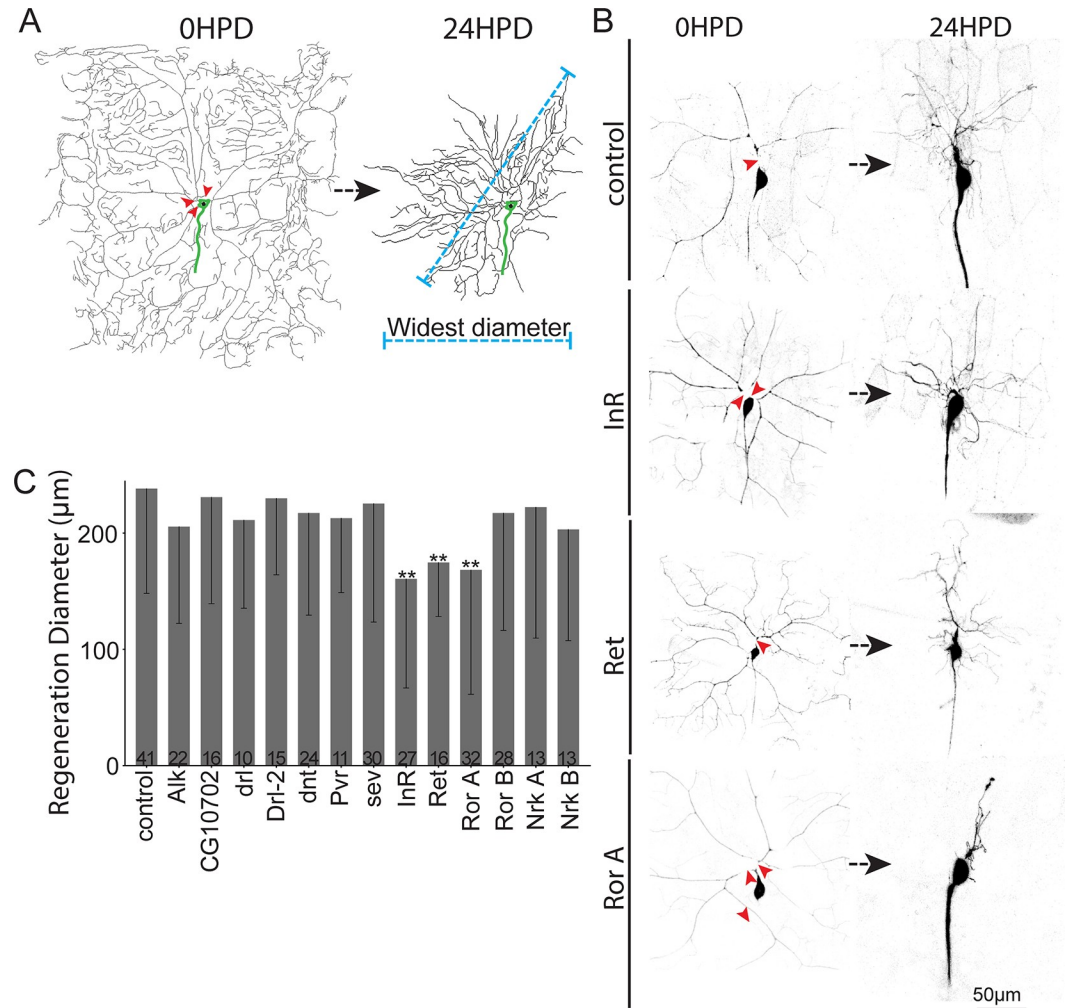 A
0HPD
24HPD
Widest diameter
B
0HPD
24HPD
control
InR
Ret
Ror A
50µm
C
Regeneration Diameter (µm)
200
100
0
** ** **
41 22 16 10 15 24 11 30 27 16 32 28 13 13
control
Alk
CG10702
drl
Drl-2
dnt
Pvr
sev
InR
Ret
Ror A
Ror B
Nrk A
Nrk B